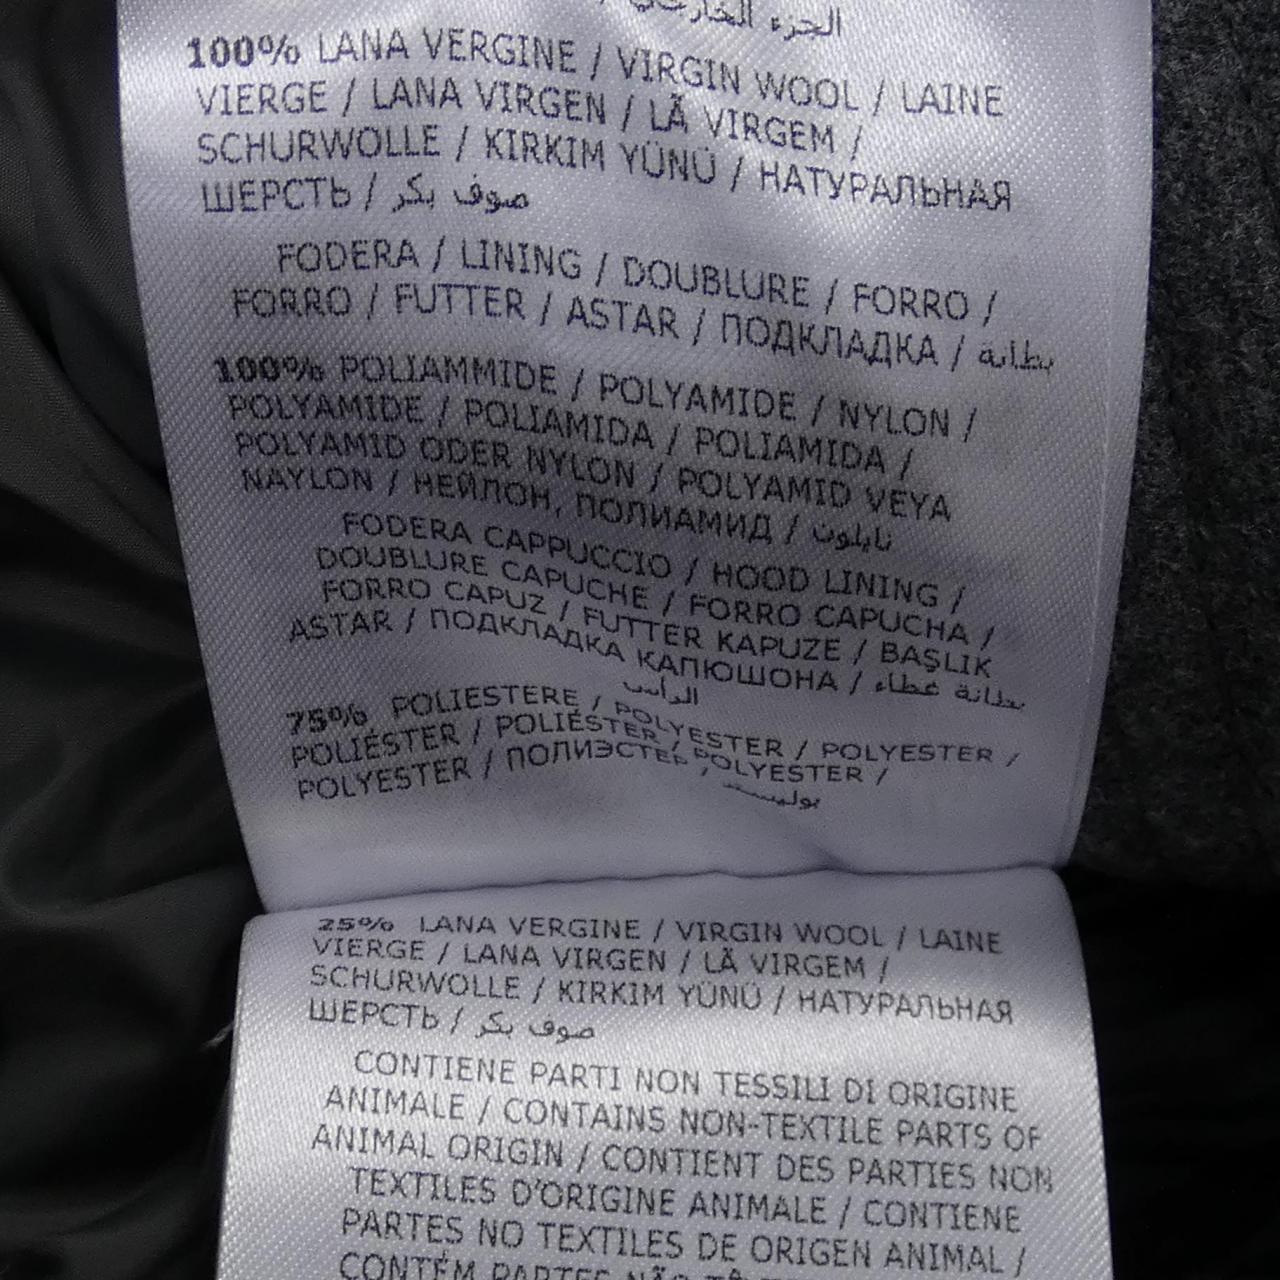 الجزء الخارجي /
100% LANA VERGINE / VIRGIN WOOL / LAINE
VIERGE / LANA VIRGEN / LÃ VIRGEM /
SCHURWOLLE / KIRKIM YÜNÜ / НАТУРАЛЬНАЯ
ШЕРСТЬ / صوف بكر
FODERA / LINING / DOUBLURE / FORRO /
FORRO / FUTTER / ASTAR / ПОДКЛАДКА / بطانة
100% POLIAMMIDE / POLYAMIDE / NYLON /
POLYAMIDE / POLIAMIDA / POLIAMIDA /
POLYAMID ODER NYLON / POLYAMID VEYA
NAYLON / НЕЙЛОН, ПОЛИАМИД / نايلون
FODERA CAPPUCCIO / HOOD LINING /
DOUBLURE CAPUCHE / FORRO CAPUCHA /
FORRO CAPUZ / FUTTER KAPUZE / BAŞLIK
ASTAR / ПОДКЛАДКА КАПЮШОНА / بطانة غطاء
الرأس
75% POLIESTERE / POLYESTER / POLYESTER /
POLIÉSTER / POLIÉSTER / POLYESTER /
POLYESTER / ПОЛИЭСТЕР /
بوليستر
25% LANA VERGINE / VIRGIN WOOL / LAINE
VIERGE / LANA VIRGEN / LÃ VIRGEM /
SCHURWOLLE / KIRKIM YÜNÜ / НАТУРАЛЬНАЯ
ШЕРСТЬ / صوف بكر
CONTIENE PARTI NON TESSILI DI ORIGINE
ANIMALE / CONTAINS NON-TEXTILE PARTS OF
ANIMAL ORIGIN / CONTIENT DES PARTIES NON
TEXTILES D'ORIGINE ANIMALE / CONTIENE
PARTES NO TEXTILES DE ORIGEN ANIMAL /
CONTÉM PARTES NÃO